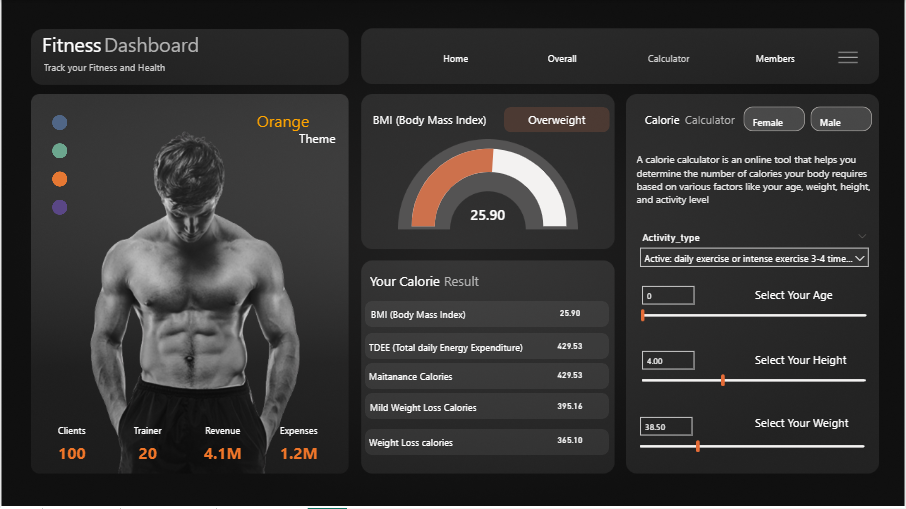 Fitness Dashboard
Track your Fitness and Health
Home
Overall
Calculator
Members
Orange
Theme
Clients
Trainer
Revenue
Expenses
100
20
4.1M
1.2M
BMI (Body Mass Index)
Overweight
25.90
Your Calorie Result
BMI (Body Mass Index) 25.90
TDEE (Total daily Energy Expenditure) 429.53
Maitanance Calories 429.53
Mild Weight Loss Calories 395.16
Weight Loss calories 365.10
Calorie Calculator
Female
Male
A calorie calculator is an online tool that helps you
determine the number of calories your body requires
based on various factors like your age, weight, height,
and activity level
Activity_type
Active: daily exercise or intense exercise 3-4 time...
0
Select Your Age
4.00
Select Your Height
38.50
Select Your Weight